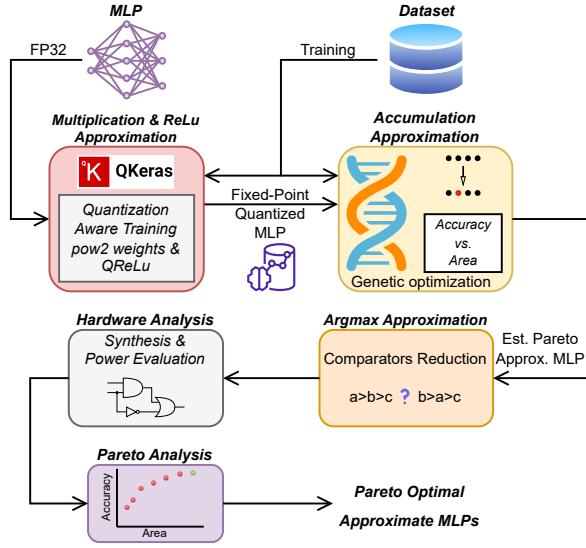 MLP
Dataset
FP32
Training
Multiplication & ReLu
Approximation
Accumulation
Approximation
QKeras
Quantization
Aware Training
pow2 weights &
QReLu
Fixed-Point
Quantized
MLP
Accuracy
vs.
Area
Genetic optimization
Hardware Analysis
Argmax Approximation
Synthesis &
Power Evaluation
Comparators Reduction
a>b>c ? b>a>c
Est. Pareto
Approx. MLP
Pareto Analysis
Accuracy
Area
Pareto Optimal
Approximate MLPs